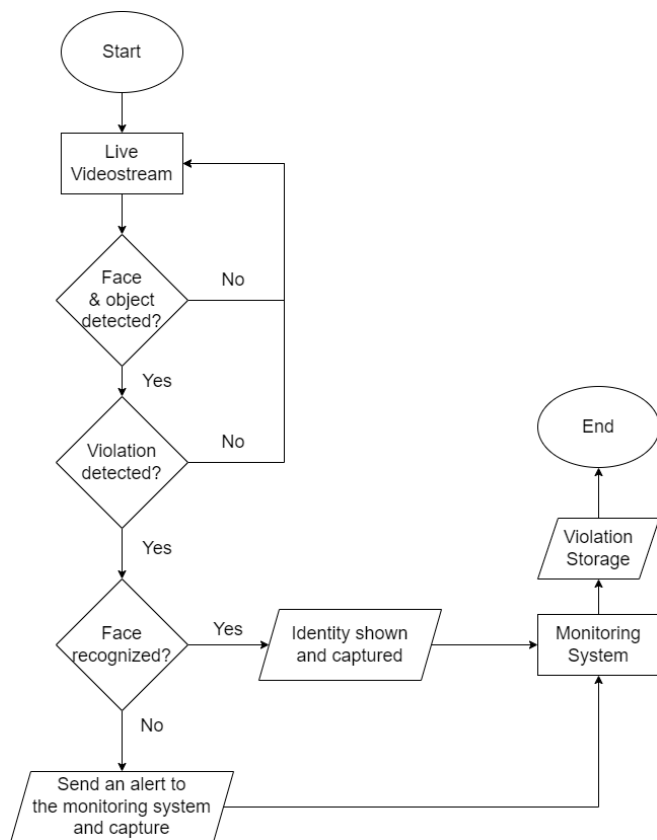 Start
Live
Videostream
Face
& object
detected?
No
Yes
Violation
detected?
No
Yes
Face
recognized?
Yes
Identity shown
and captured
Monitoring
System
Violation
Storage
End
No
Send an alert to
the monitoring system
and capture